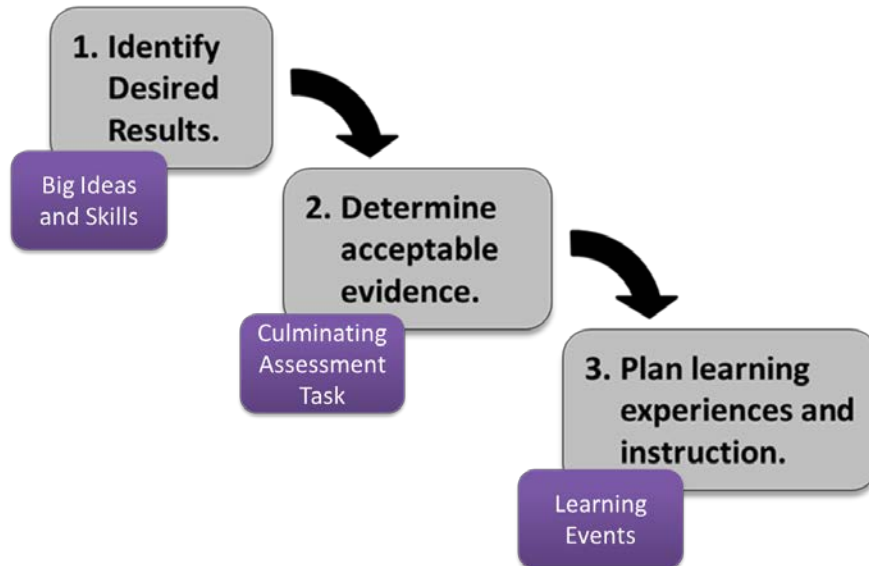 1. Identify
Desired
Results.
Big Ideas
and Skills
2. Determine
acceptable
evidence.
Culminating
Assessment
Task
3. Plan learning
experiences and
instruction.
Learning
Events